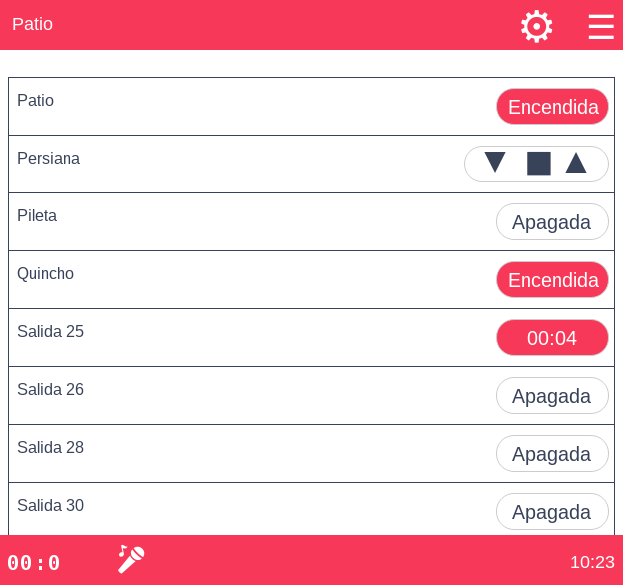 Patio
Patio Encendida
Persiana
Pileta Apagada
Quincho Encendida
Salida 25 00:04
Salida 26 Apagada
Salida 28 Apagada
Salida 30 Apagada
00:0 10:23